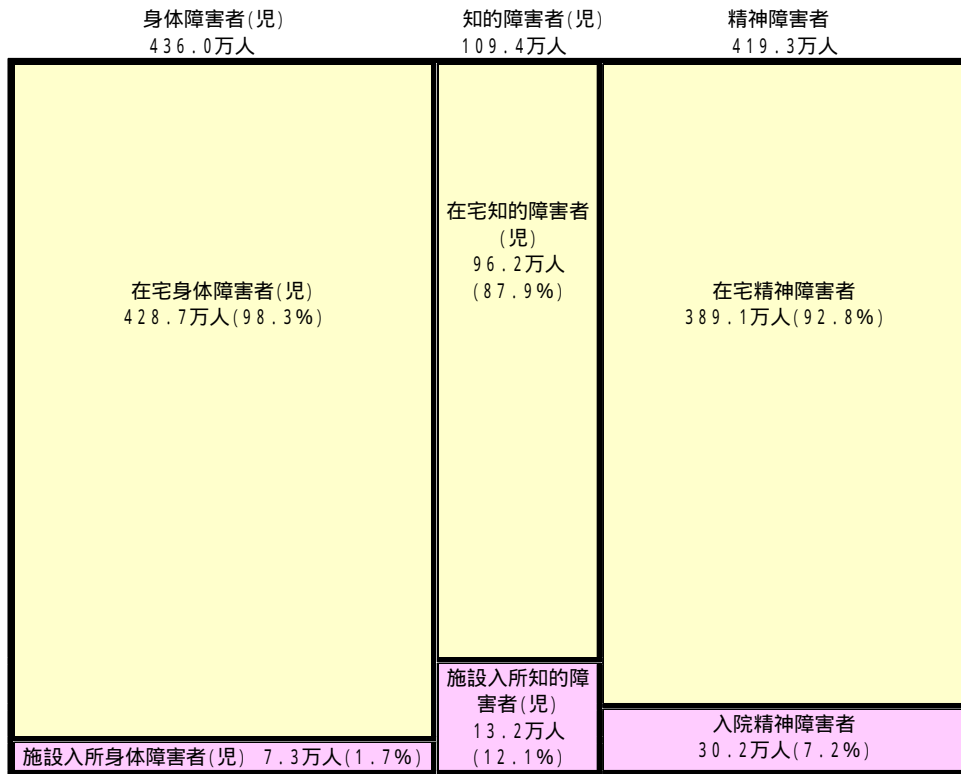 身体障害者(児)
436.0万人
知的障害者(児)
109.4万人
精神障害者
419.3万人
在宅身体障害者(児)
428.7万人(98.3%)
在宅知的障害者
(児)
96.2万人
(87.9%)
在宅精神障害者
389.1万人(92.8%)
施設入所身体障害者(児) 7.3万人(1.7%)
施設入所知的障
害者(児)
13.2万人
(12.1%)
入院精神障害者
30.2万人(7.2%)